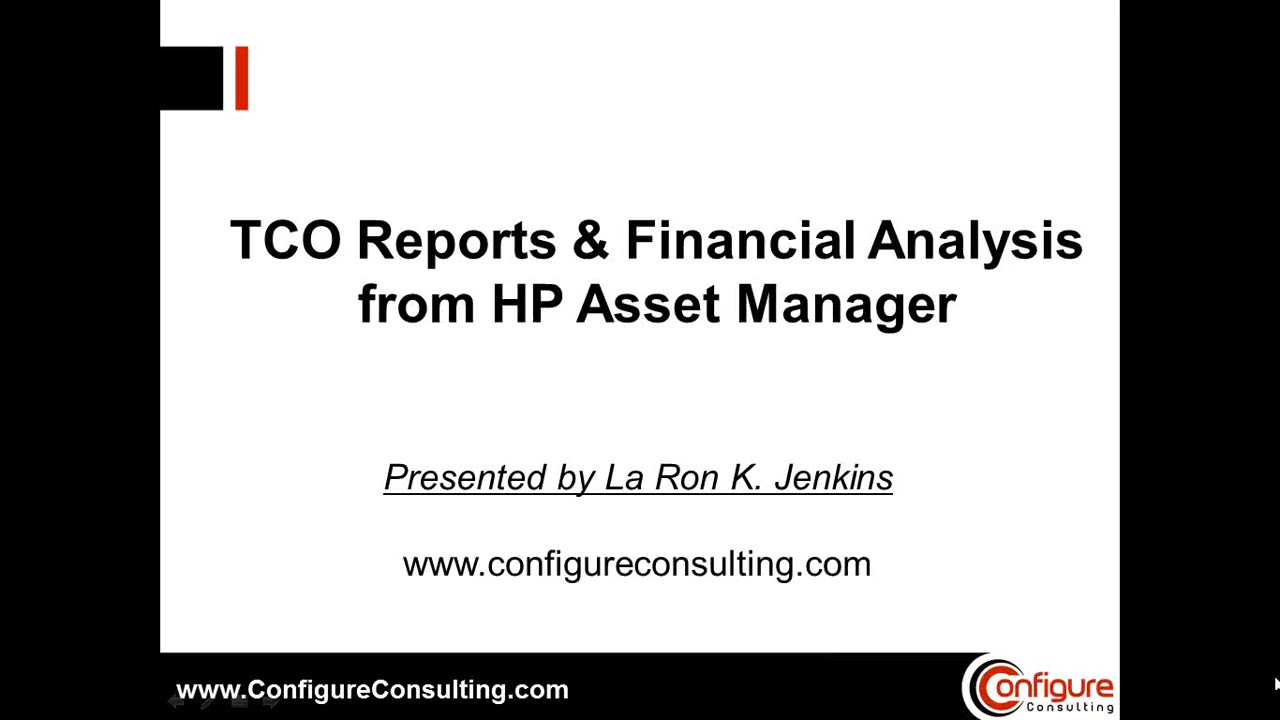 TCO Reports & Financial Analysis
from HP Asset Manager
Presented by La Ron K. Jenkins
www.configureconsulting.com
www.ConfigureConsulting.com
Configure
Consulting